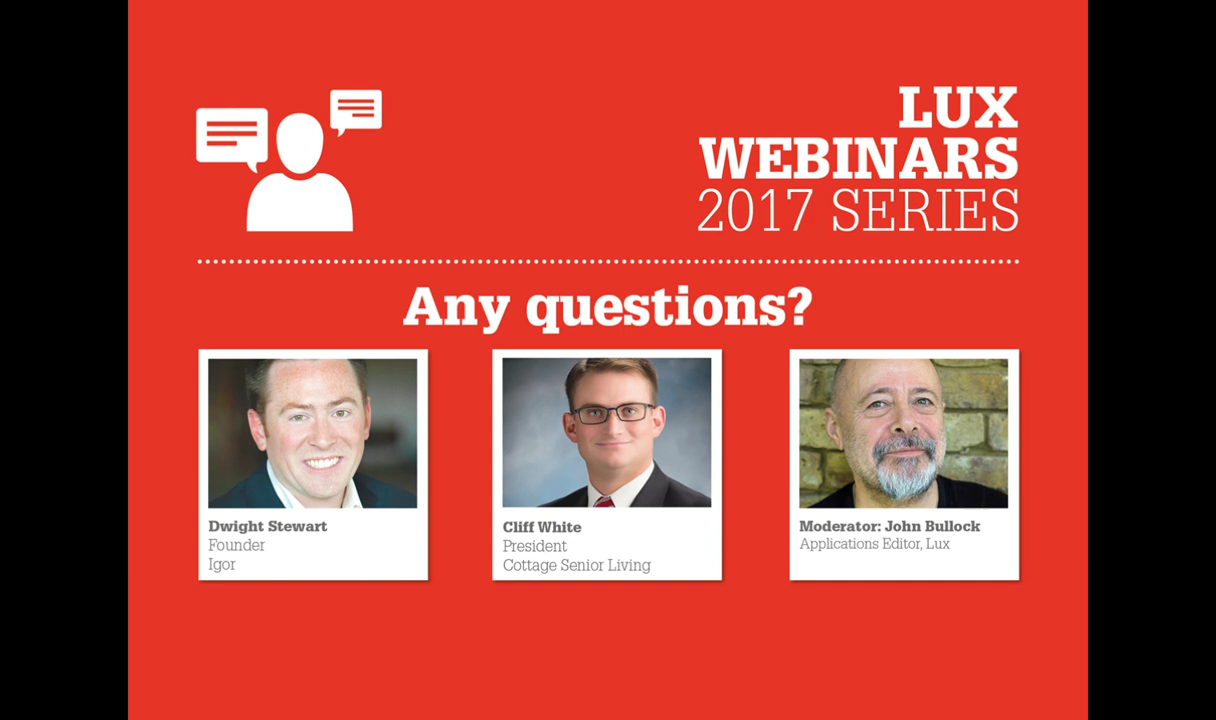 LUX
WEBINARS
2017 SERIES
Any questions?
Dwight Stewart
Founder
Igor
Cliff White
President
Cottage Senior Living
Moderator: John Bullock
Applications Editor, Lux